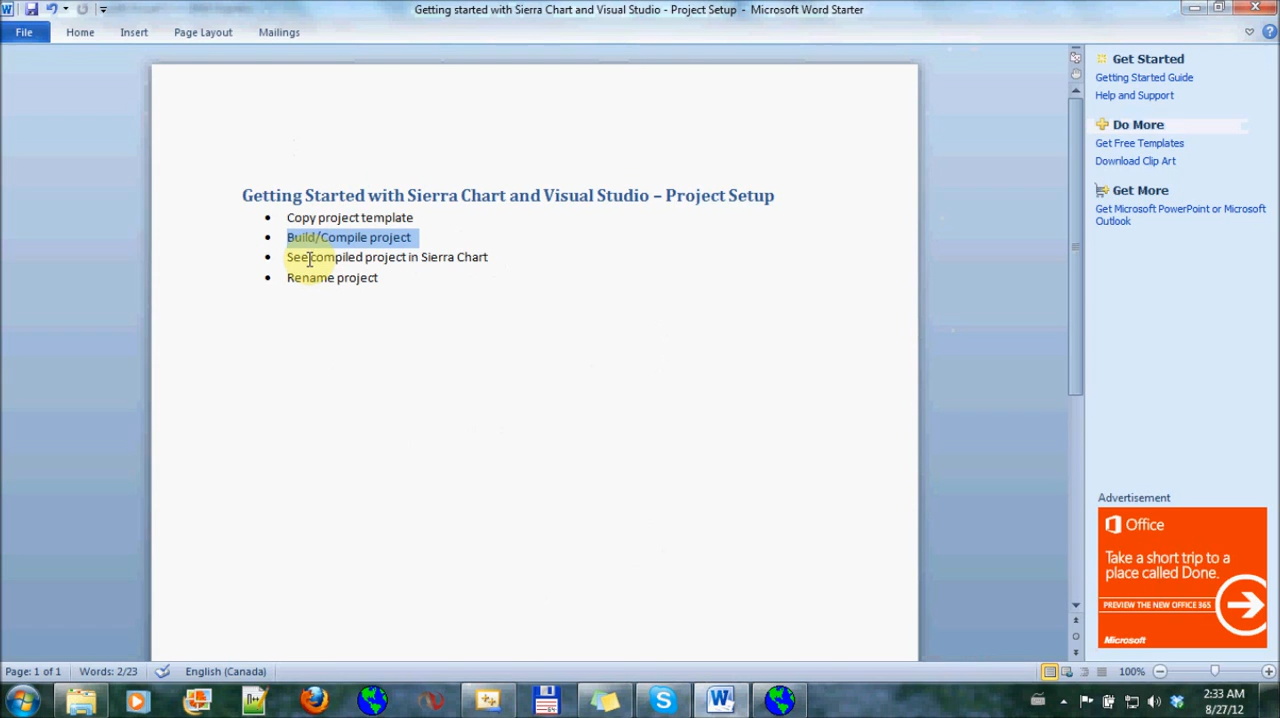 Getting started with Sierra Chart and Visual Studio - Project Setup - Microsoft Word Starter
File Home Insert Page Layout Mailings
Getting Started with Sierra Chart and Visual Studio – Project Setup
• Copy project template
• Build/Compile project
• See compiled project in Sierra Chart
• Rename project
Get Started
Getting Started Guide
Help and Support
Do More
Get Free Templates
Download Clip Art
Get More
Get Microsoft PowerPoint or Microsoft
Outlook
Advertisement
Office
Take a short trip to a
place called Done.
PREVIEW THE NEW OFFICE 365
Microsoft
Page: 1 of 1 Words: 2/23 English (Canada) 100%
2:33 AM
8/27/12